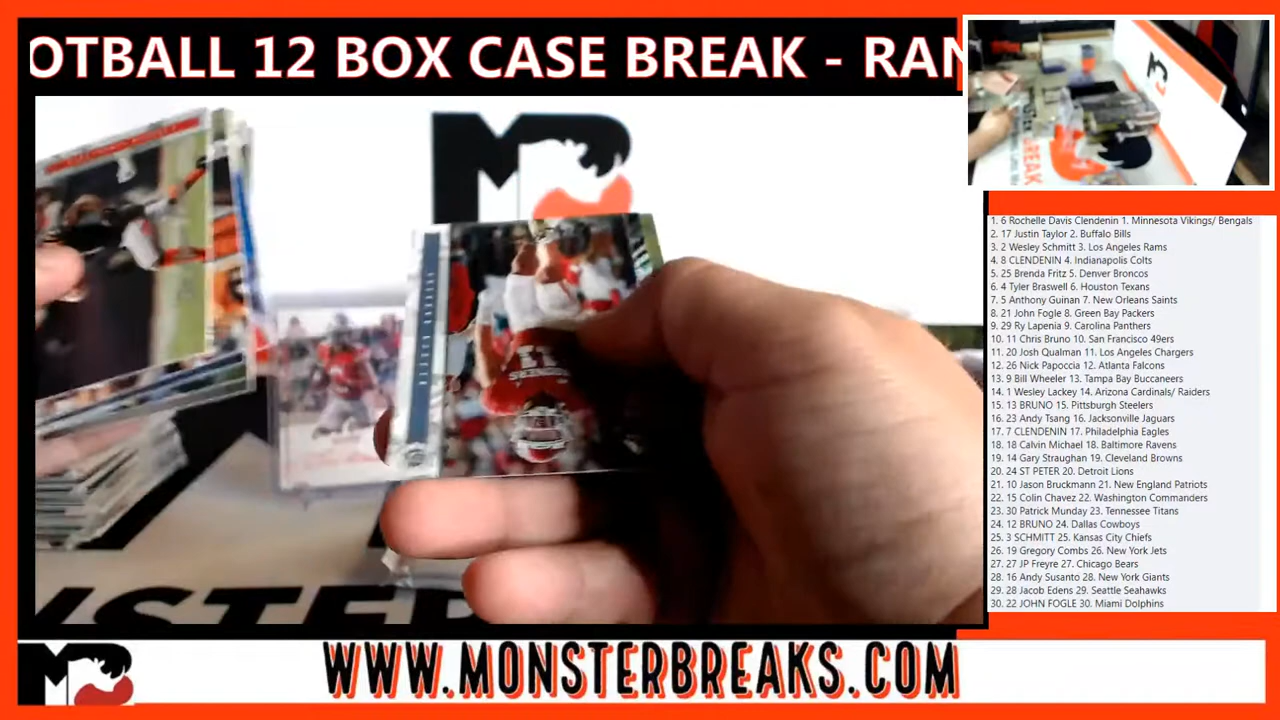 OTBALL 12 BOX CASE BREAK - RAN
1. 6 Rochelle Davis Clendenin 1. Minnesota Vikings/ Bengals
2. 17 Justin Taylor 2. Buffalo Bills
3. 2 Wesley Schmitt 3. Los Angeles Rams
4. 8 CLENDENIN 4. Indianapolis Colts
5. 25 Brenda Fritz 5. Denver Broncos
6. 4 Tyler Braswell 6. Houston Texans
7. 5 Anthony Guinan 7. New Orleans Saints
8. 21 John Fogle 8. Green Bay Packers
9. 29 Ry Lapenia 9. Carolina Panthers
10. 11 Chris Bruno 10. San Francisco 49ers
11. 20 Josh Qualman 11. Los Angeles Chargers
12. 26 Nick Papoccia 12. Atlanta Falcons
13. 9 Bill Wheeler 13. Tampa Bay Buccaneers
14. 1 Wesley Lackey 14. Arizona Cardinals/ Raiders
15. 13 BRUNO 15. Pittsburgh Steelers
16. 23 Andy Tsang 16. Jacksonville Jaguars
17. 7 CLENDENIN 17. Philadelphia Eagles
18. 18 Calvin Michael 18. Baltimore Ravens
19. 14 Gary Straughan 19. Cleveland Browns
20. 24 ST PETER 20. Detroit Lions
21. 10 Jason Bruckmann 21. New England Patriots
22. 15 Colin Chavez 22. Washington Commanders
23. 30 Patrick Munday 23. Tennessee Titans
24. 12 BRUNO 24. Dallas Cowboys
25. 3 SCHMITT 25. Kansas City Chiefs
26. 19 Gregory Combs 26. New York Jets
27. 27 JP Freyre 27. Chicago Bears
28. 16 Andy Susanto 28. New York Giants
29. 28 Jacob Edens 29. Seattle Seahawks
30. 22 JOHN FOGLE 30. Miami Dolphins
WWW.MONSTERBREAKS.COM